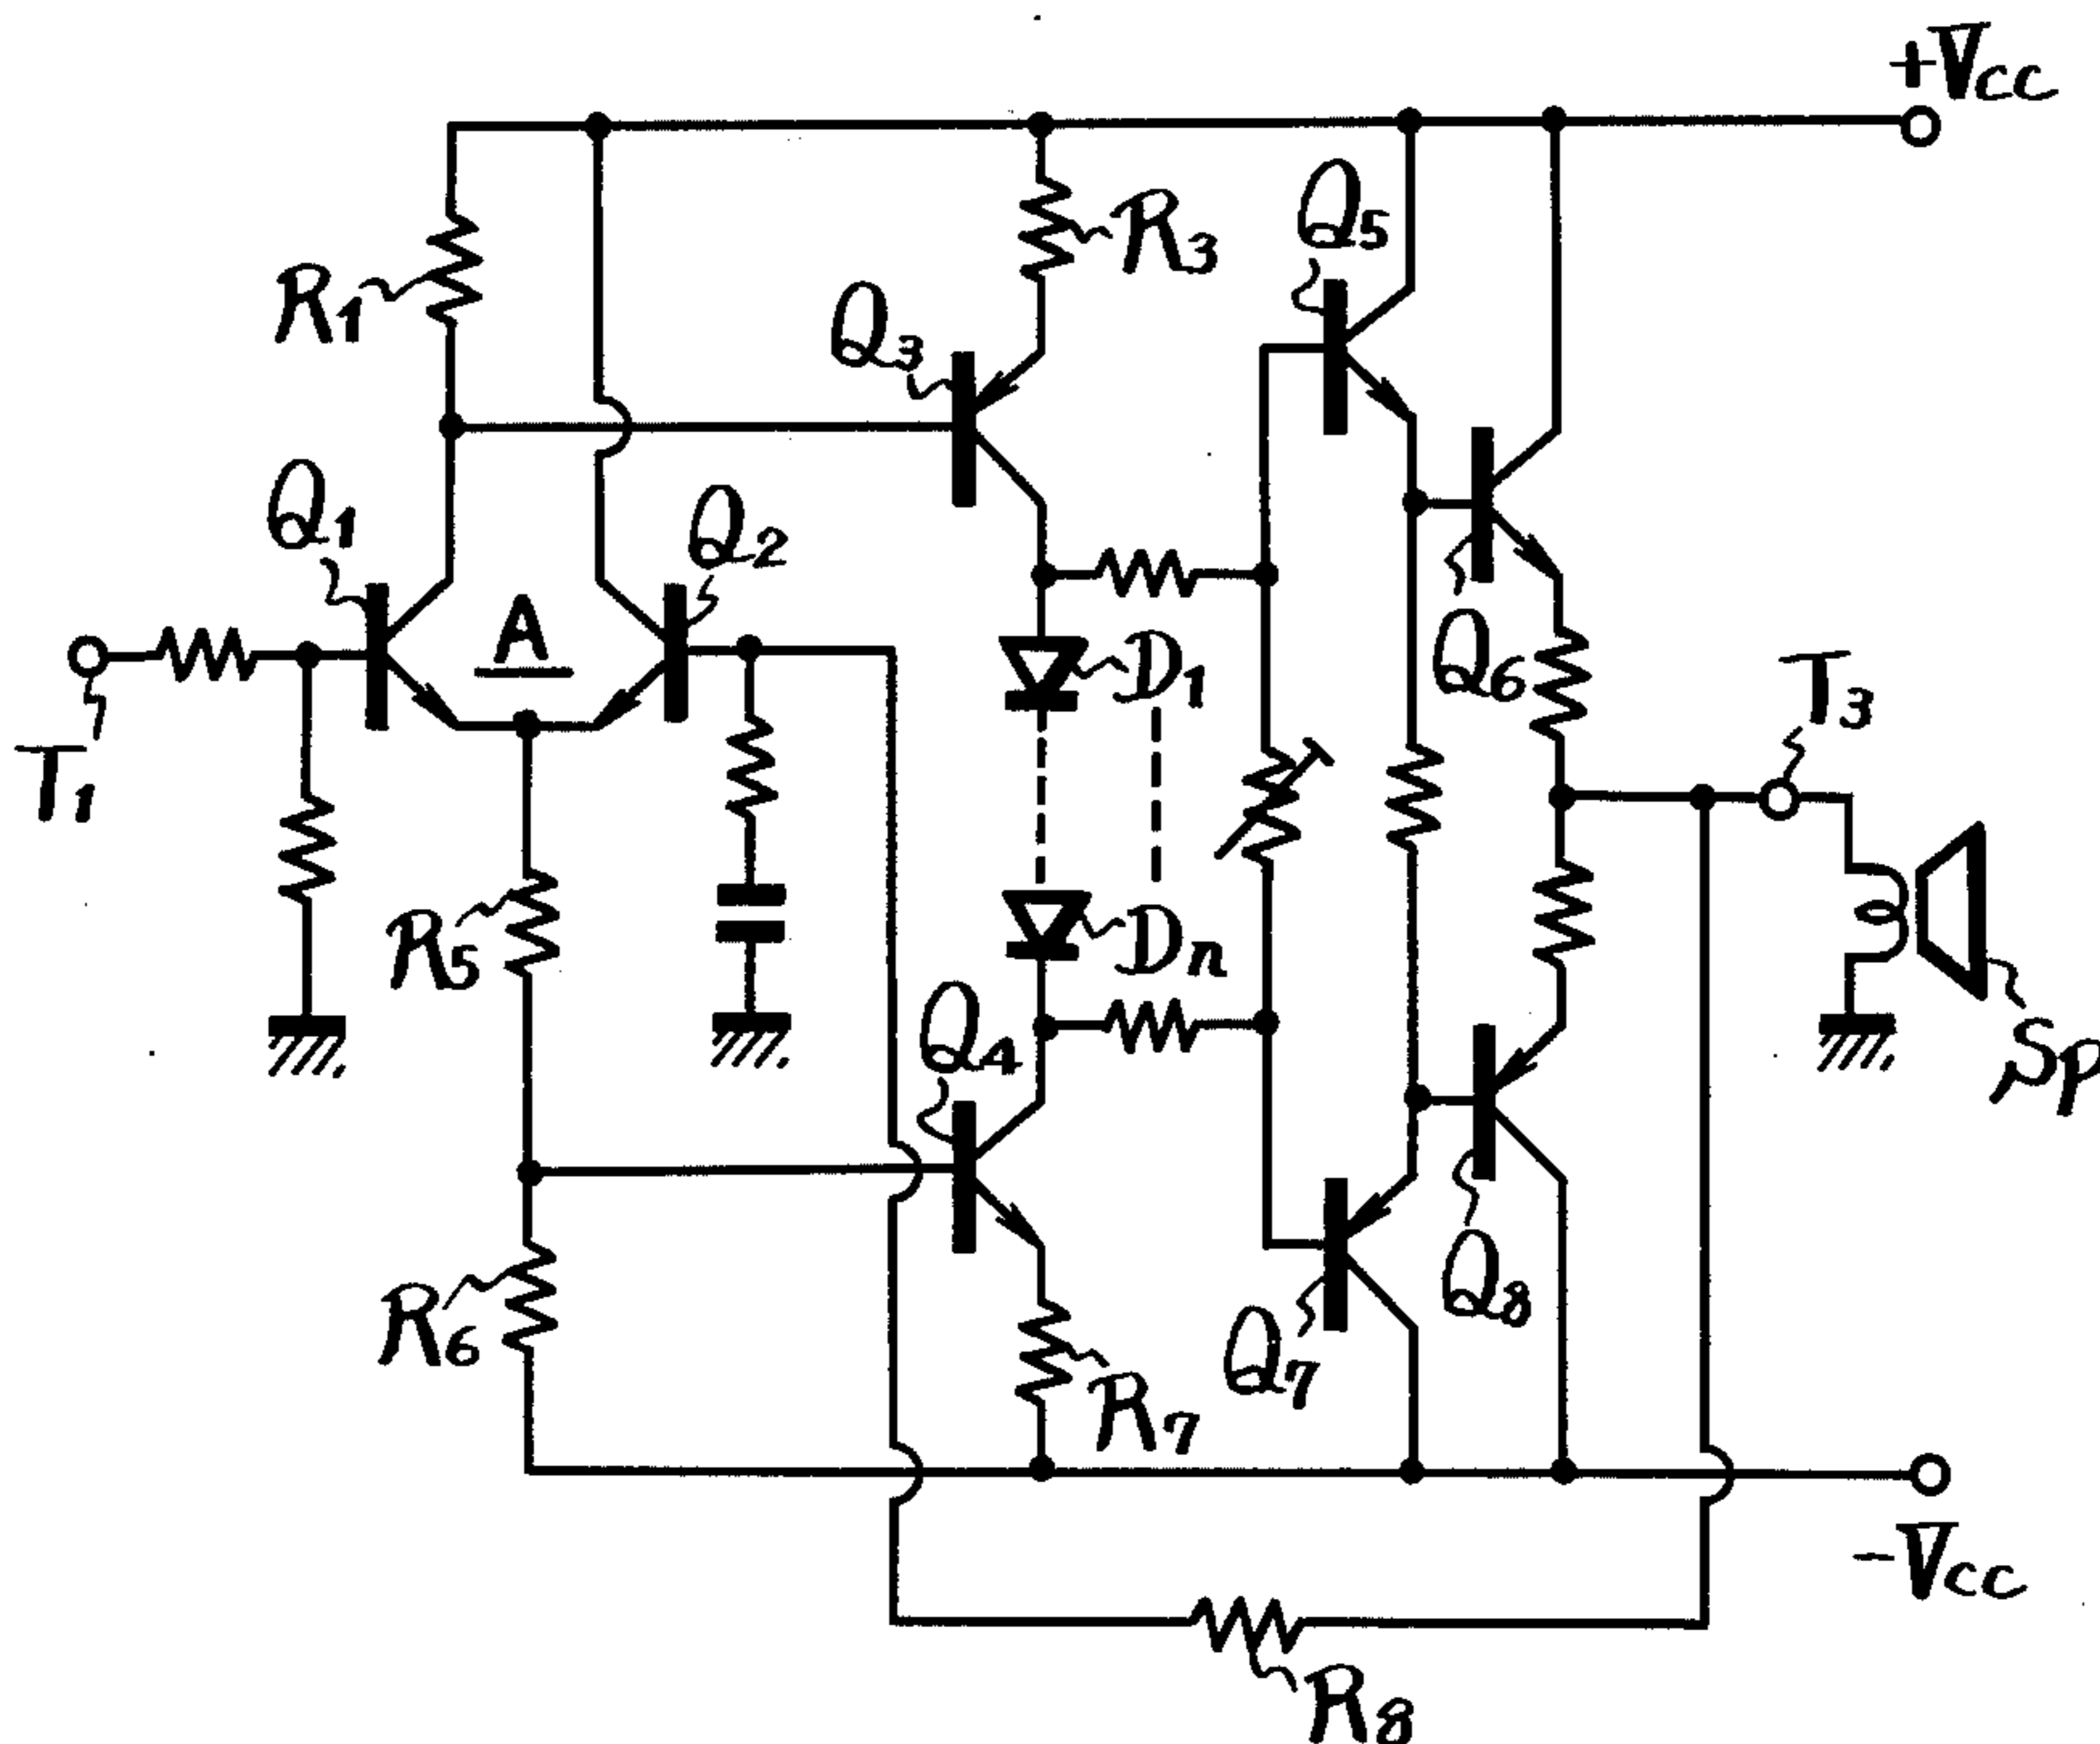 +Vcc
Q5
R3
Q3
R1
Q1
Q2
A
D1
Q6
T3
T1
R5
Dn
Q4
Sp
R6
Q8
Q7
R7
-Vcc
R8